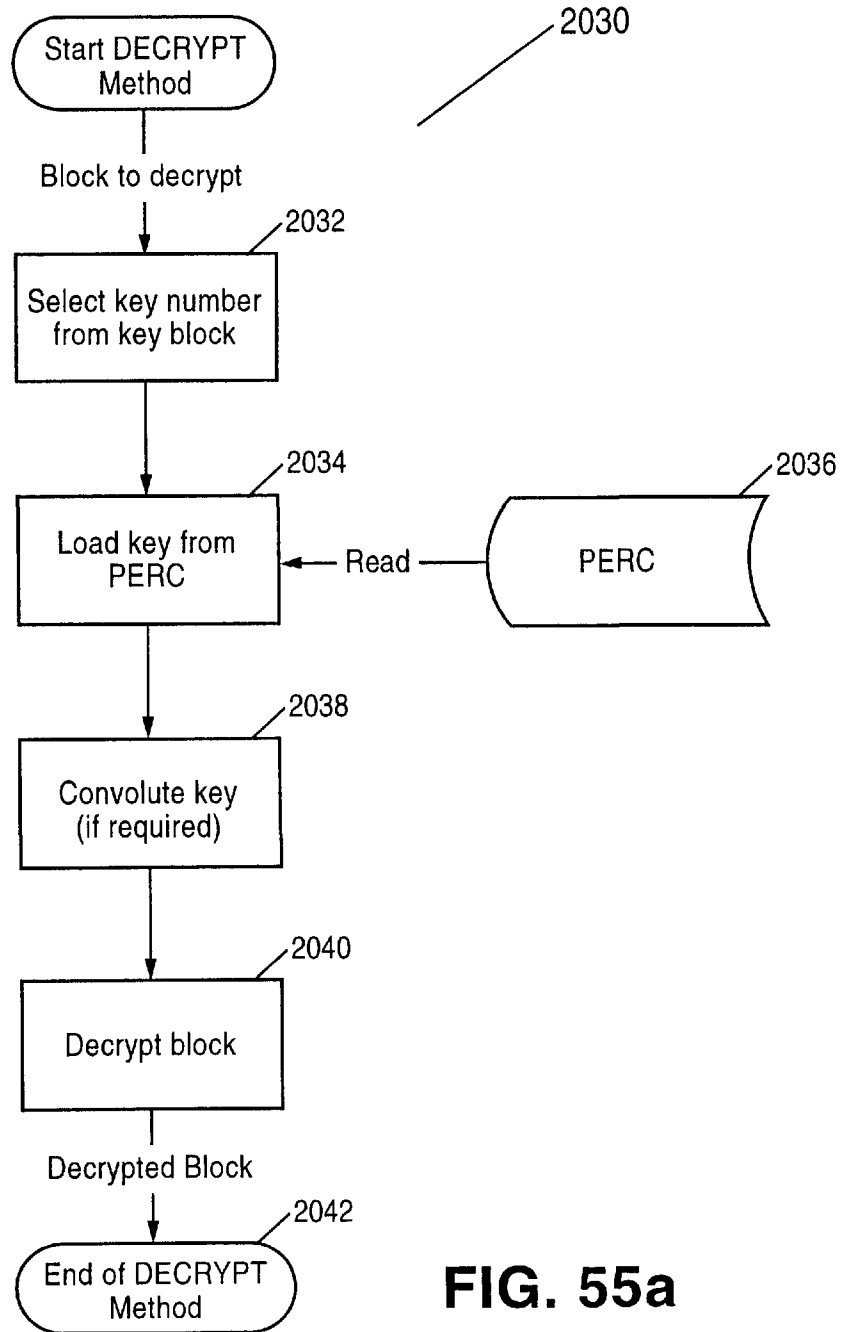 2030
Start DECRYPT
Method
Block to decrypt
2032
Select key number
from key block
2034
Load key from
PERC
Read
2036
PERC
2038
Convolute key
(if required)
2040
Decrypt block
Decrypted Block
2042
End of DECRYPT
Method
FIG. 55a